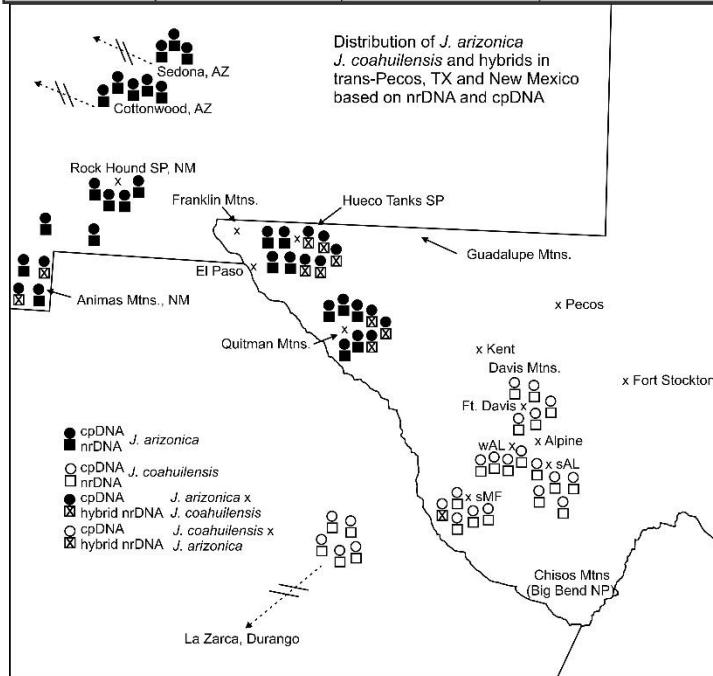 Distribution of J. arizonica
J. coahuilensis and hybrids in
trans-Pecos, TX and New Mexico
based on nrDNA and cpDNA
Sedona, AZ
Cottonwood, AZ
Rock Hound SP, NM
x
Franklin Mtns.
x
Hueco Tanks SP
x
Guadalupe Mtns.
El Paso x
Animas Mtns., NM
x Pecos
Quitman Mtns.
x
x Kent
Davis Mtns.
x Fort Stockton
Ft. Davis x
wAL x
x Alpine
x sAL
x sMF
cpDNA
nrDNA
J. arizonica
cpDNA
nrDNA
J. coahuilensis
cpDNA J. arizonica x
hybrid nrDNA J. coahuilensis
cpDNA J. coahuilensis x
hybrid nrDNA J. arizonica
Chisos Mtns
(Big Bend NP)
La Zarca, Durango